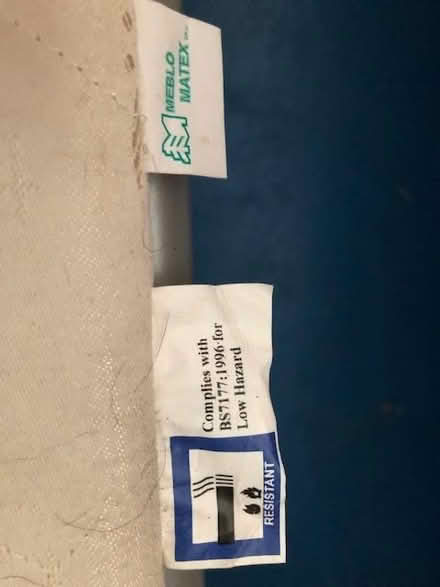 MEBLO
MATEX
Complies with
BS7177:1996 for
Low Hazard
RESISTANT